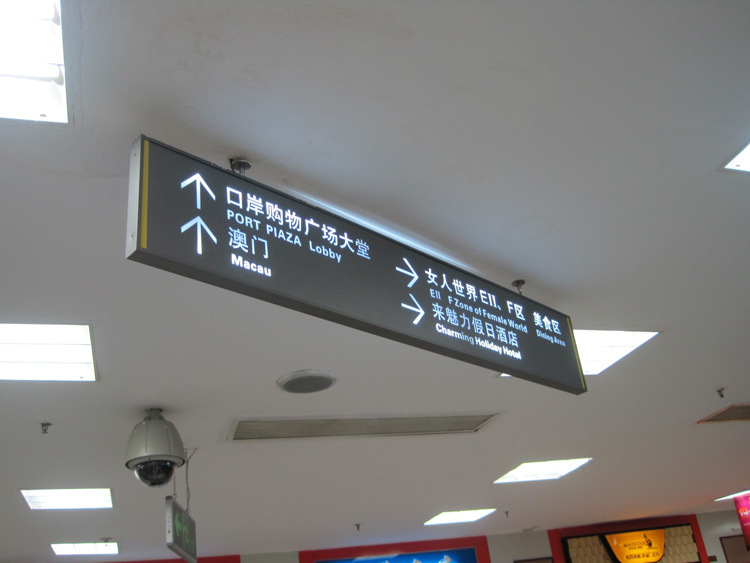 口岸购物广场大堂
PORT PlAZA Lobby
澳门
Macau
女人世界EII、F区 美食区
EII F Zone of Female World Dining Area
来魅力假日酒店
Charming Holiday Hotel